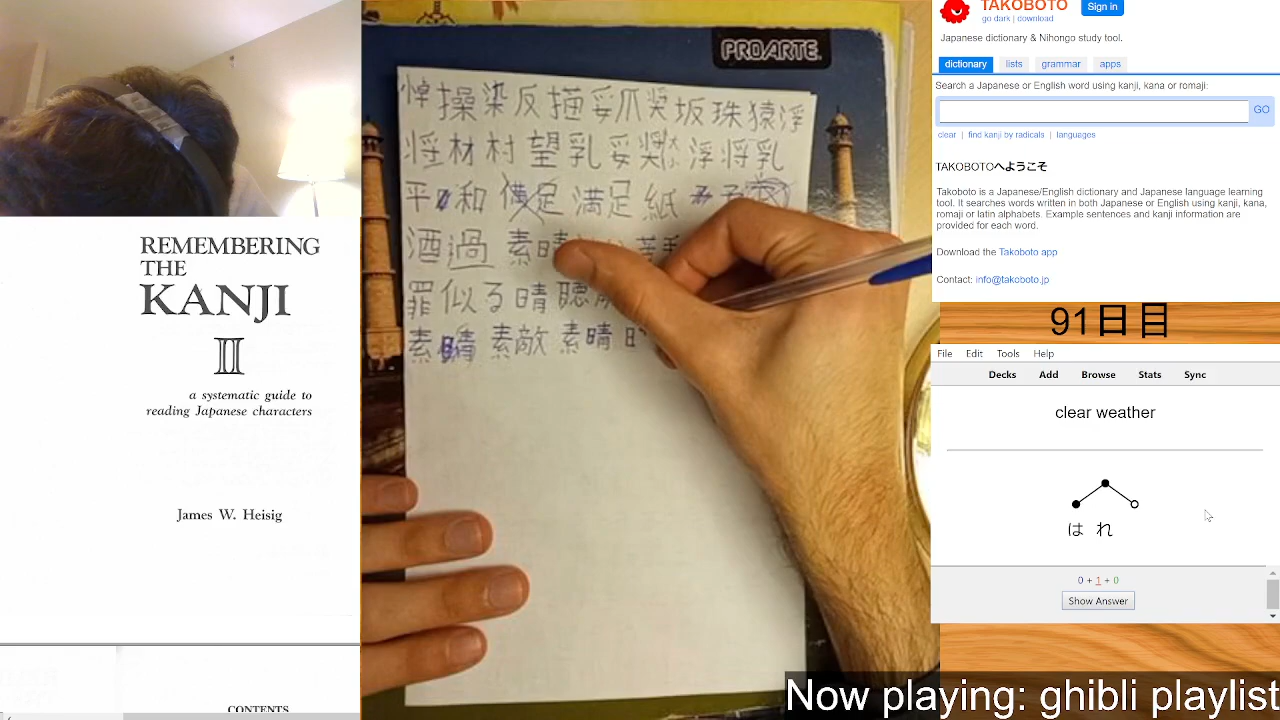 REMEMBERING
THE
KANJI
II
a systematic guide to
reading Japanese characters
James W. Heisig
CONTENTS
PROARTE
悼操染反描妥爪奨坂珠猿浮
将材村望乳妥奨浮将乳
平和備足満足紙予
酒過素晴苦手
罪似る晴聴
素晴素敵素晴日
TAKOBOTO
Sign in
go dark | download
Japanese dictionary & Nihongo study tool.
dictionary lists grammar apps
Search a Japanese or English word using kanji, kana or romaji:
GO
clear | find kanji by radicals | languages
TAKOBOTOへようこそ
Takoboto is a Japanese/English dictionary and Japanese language learning
tool. It searches words written in both Japanese or English using kanji, kana,
romaji or latin alphabets. Example sentences and kanji information are
provided for each word.
Download the Takoboto app
Contact: info@takoboto.jp
91日目
File Edit Tools Help
Decks Add Browse Stats Sync
clear weather
はれ
0 + 1 + 0
Show Answer
Now playing: ghibli playlist